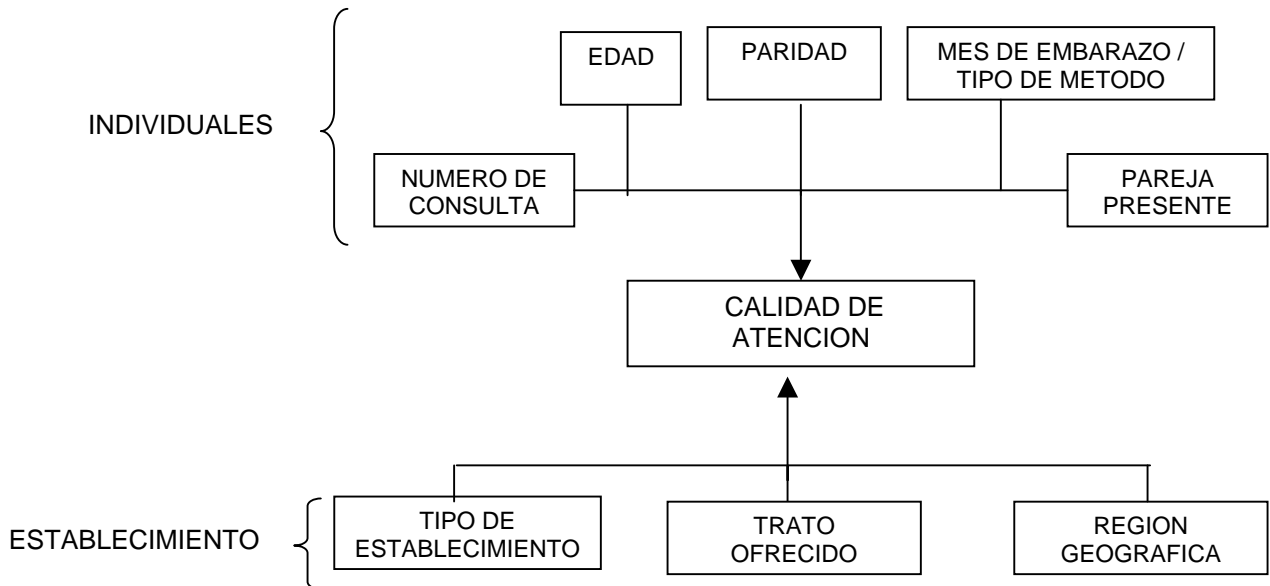 EDAD
PARIDAD
MES DE EMBARAZO /
TIPO DE METODO
INDIVIDUALES
NUMERO DE
CONSULTA
PAREJA
PRESENTE
CALIDAD DE
ATENCION
ESTABLECIMIENTO
TIPO DE
ESTABLECIMIENTO
TRATO
OFRECIDO
REGION
GEOGRAFICA